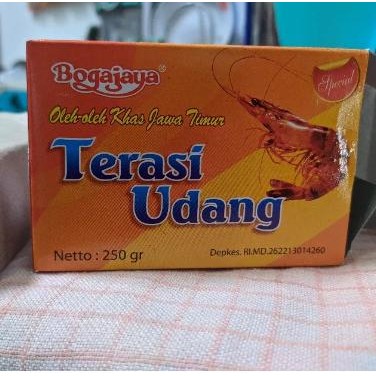 Bogajaya®
Special
Oleh-oleh Khas Jawa Timur
Terasi
Udang
Netto : 250 gr
Depkes. RI.MD.262213014260